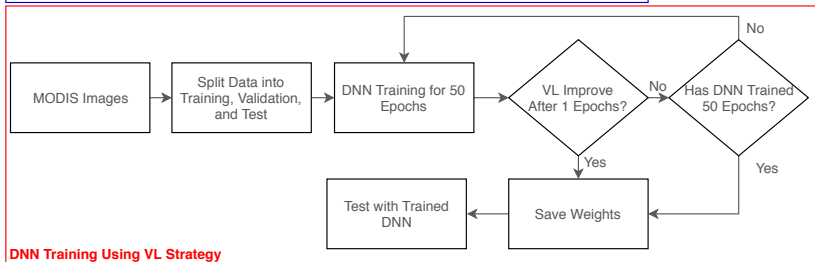 No
MODIS Images
Split Data into
Training, Validation,
and Test
DNN Training for 50
Epochs
VL Improve
After 1 Epochs?
No
Has DNN Trained
50 Epochs?
Yes
Yes
Test with Trained
DNN
Save Weights
DNN Training Using VL Strategy